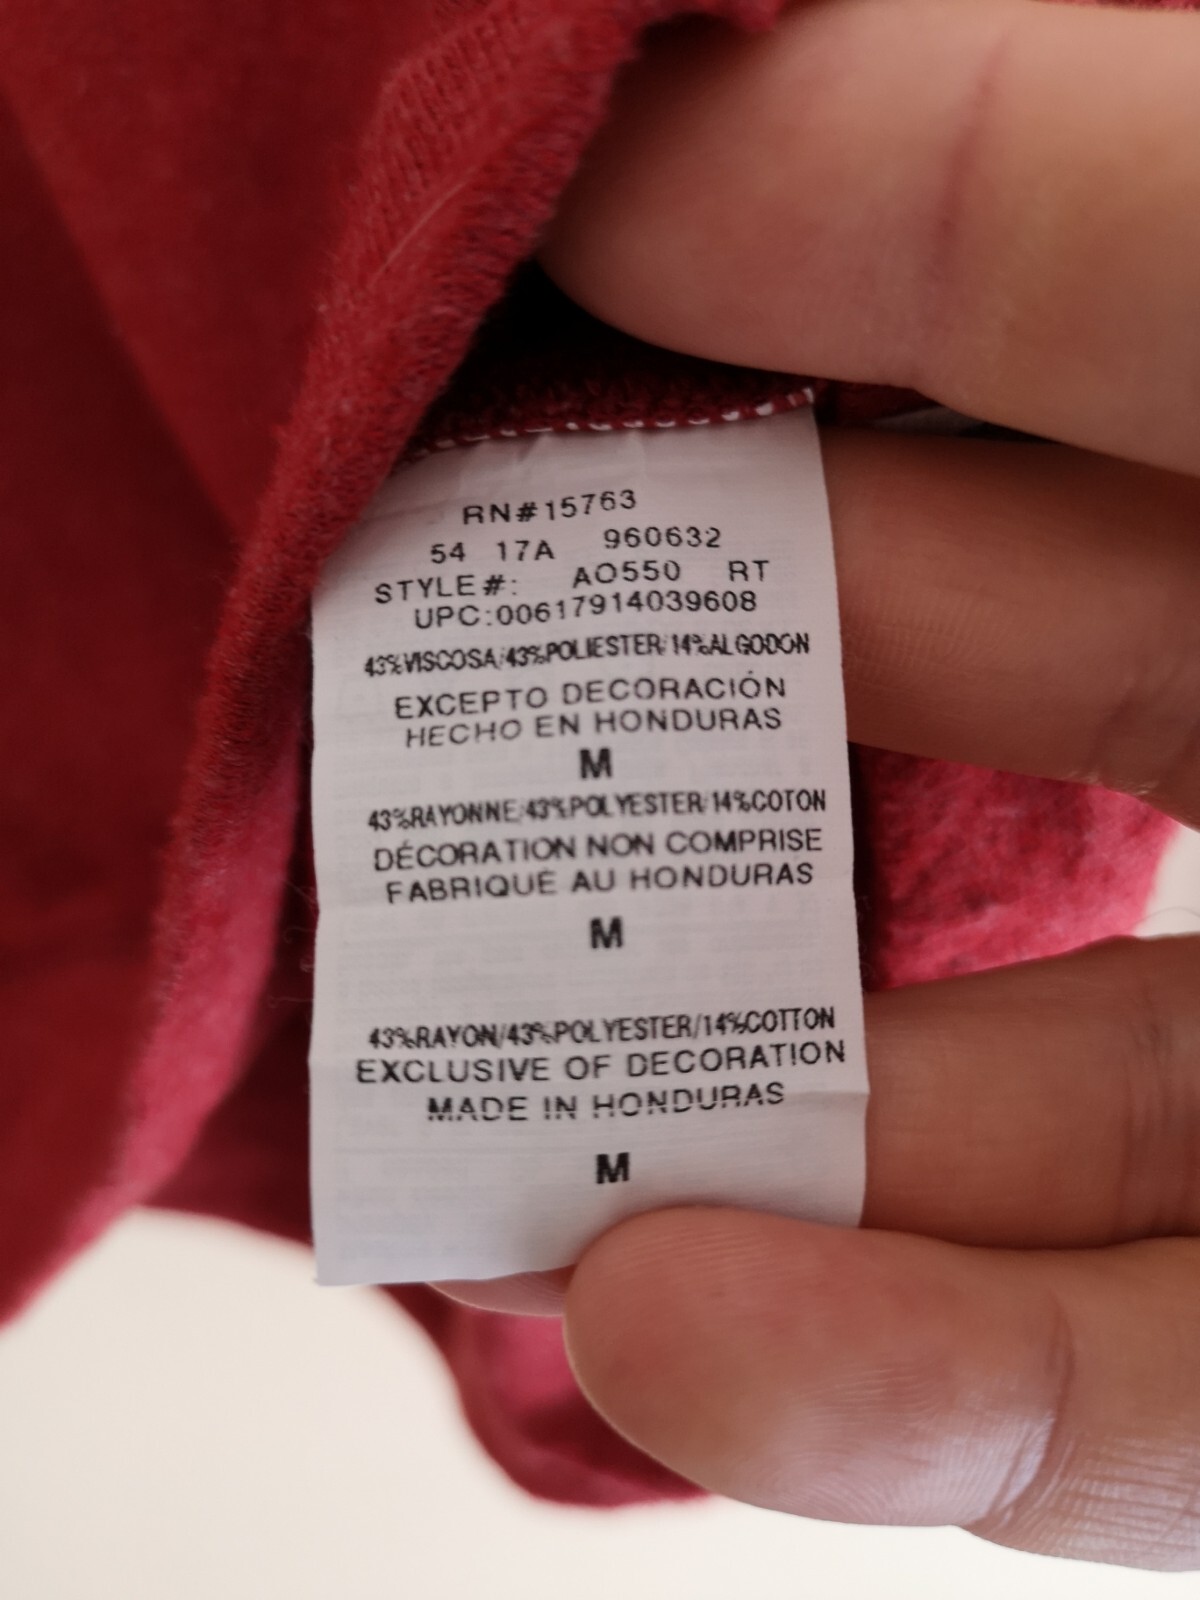 RN#15763
54 17A 960632
STYLE#: AO550 RT
UPC:00617914039608
43%VISCOSA/43%POLIESTER/14%ALGODON
EXCEPTO DECORACIÓN
HECHO EN HONDURAS
M
43%RAYONNE/43%POLYESTER/14%COTON
DÉCORATION NON COMPRISE
FABRIQUÉ AU HONDURAS
M
43%RAYON/43%POLYESTER/14%COTTON
EXCLUSIVE OF DECORATION
MADE IN HONDURAS
M